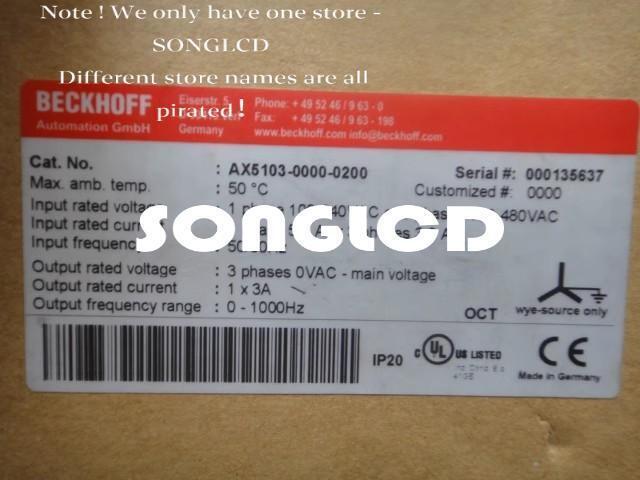 Note ! We only have one store -
SONGLCD
Different store names are all
pirated !
BECKHOFF
Automation GmbH
Eiserstr. 5
Germany
Phone: + 49 52 46 / 9 63 - 0
Fax: + 49 52 46 / 9 63 - 198
www.beckhoff.com info@beckhoff.com
Cat. No. : AX5103-0000-0200 Serial #: 000135637
Max. amb. temp. : 50 °C Customized #: 0000
Input rated voltage : 1 phase 480VAC
Input rated current
Input frequency
SONGLCD
Output rated voltage : 3 phases 0VAC - main voltage
Output rated current : 1 x 3A
Output frequency range : 0 - 1000Hz
OCT
wye-source only
IP20
C UL US LISTED
CE
Made in Germany